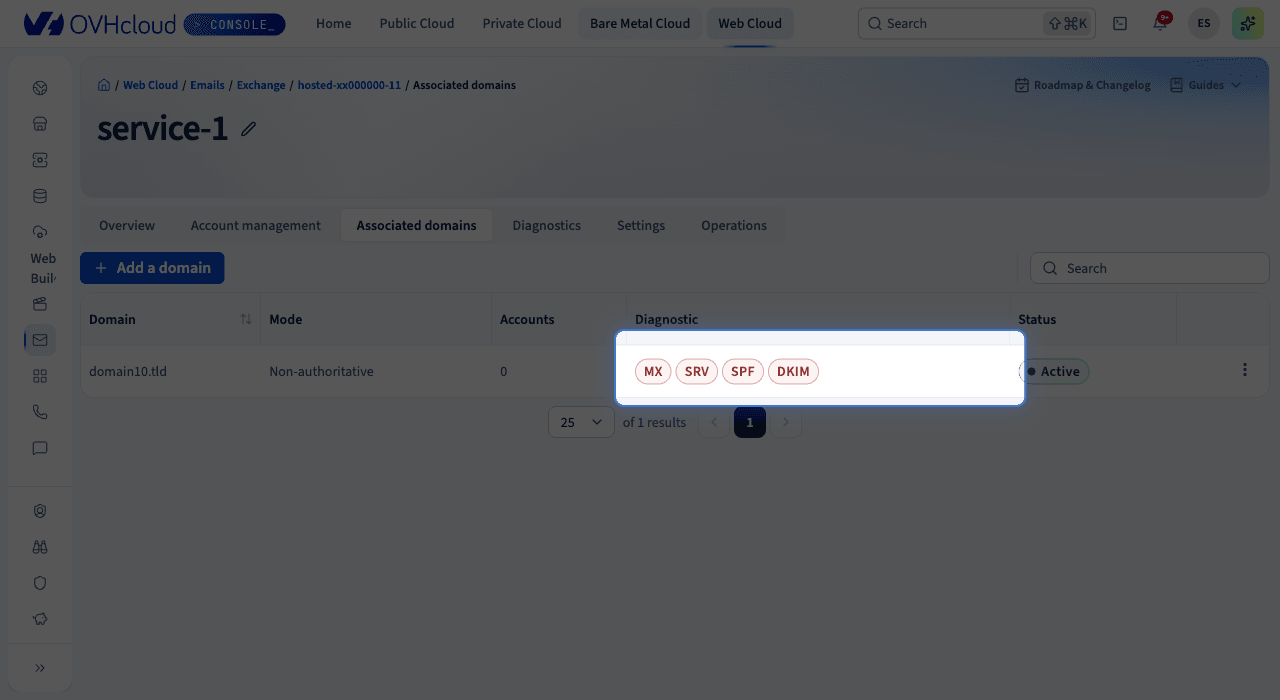 OVHcloud CONSOLE_ Home Public Cloud Private Cloud Bare Metal Cloud Web Cloud Search ⇧⌘K 9+ ES
/ Web Cloud / Emails / Exchange / hosted-xx000000-11 / Associated domains Roadmap & Changelog Guides
service-1
Overview Account management Associated domains Diagnostics Settings Operations
Web
Buil
+ Add a domain Search
Domain Mode Accounts Diagnostic Status
domain10.tld Non-authoritative 0 MX SRV SPF DKIM Active
25 of 1 results 1